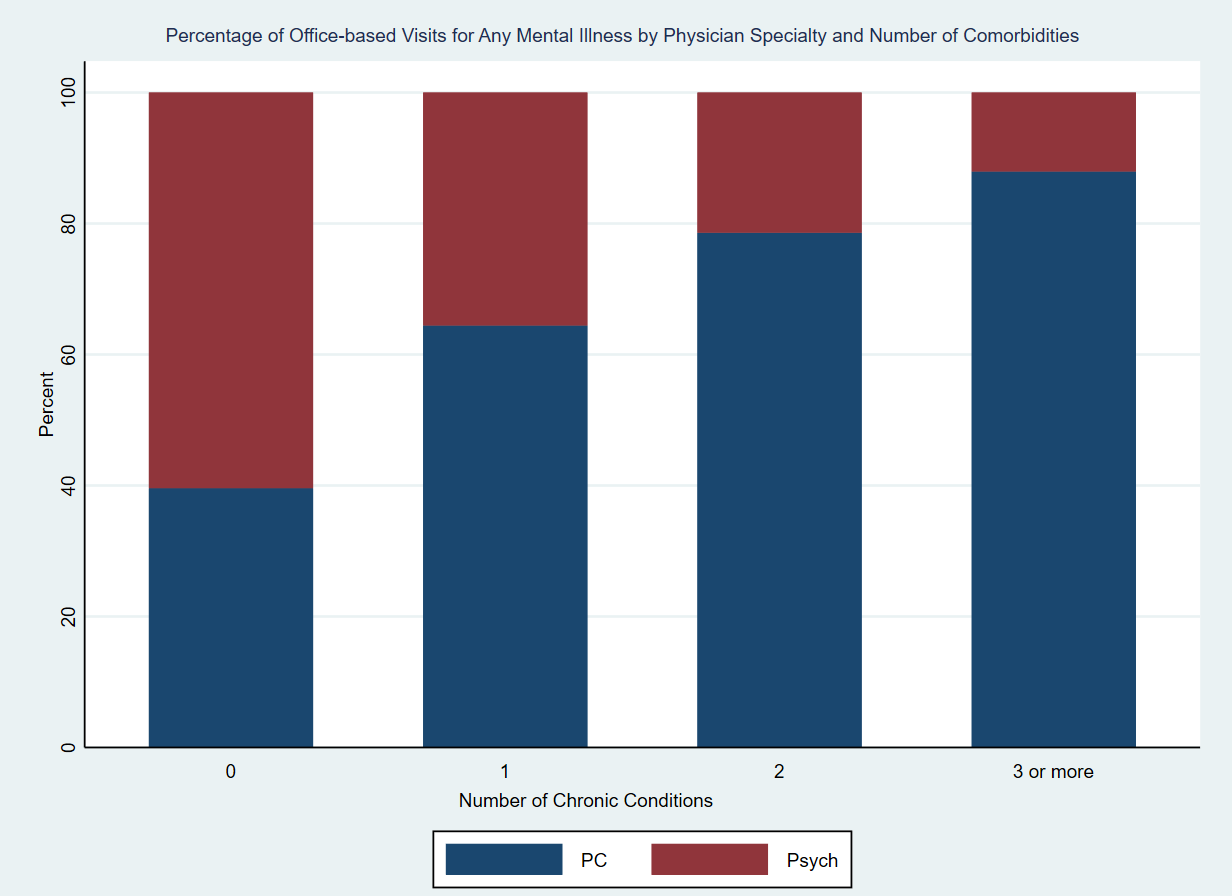 Percentage of Office-based Visits for Any Mental Illness by Physician Specialty and Number of Comorbidities
Percent
100
80
60
40
20
0
0 1 2 3 or more
Number of Chronic Conditions
PC Psych